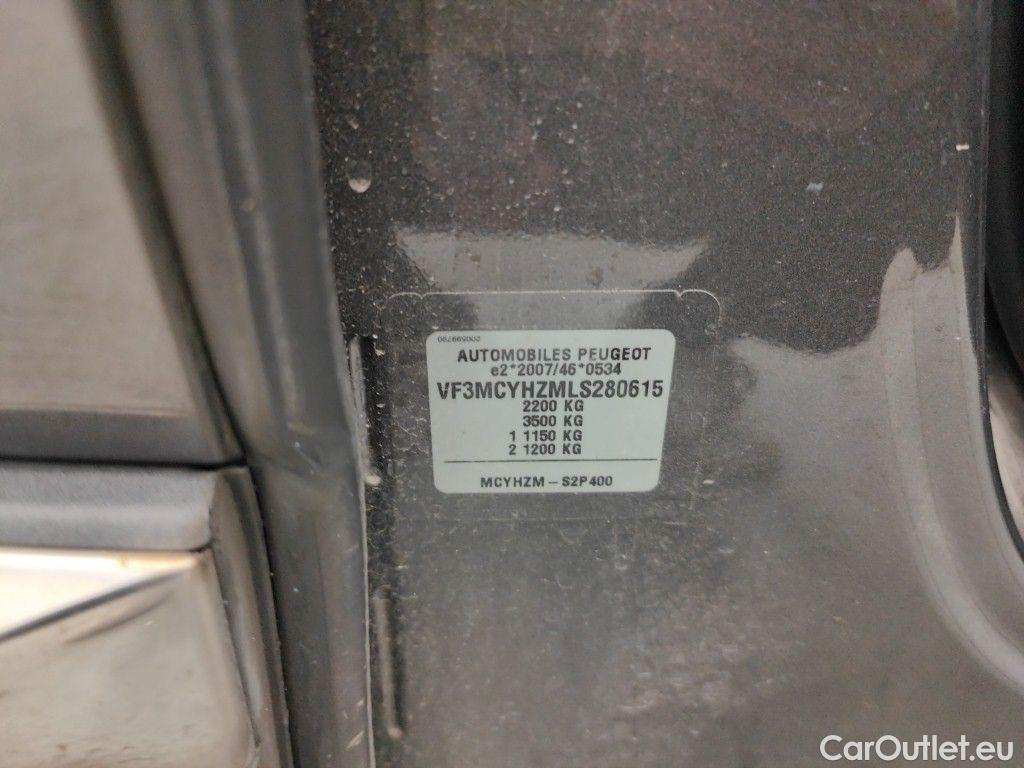 200599790
AUTOMOBILES PEUGEOT
e2*2007/46*0534
VF3MCYHZMLS280615
2200 KG
3500 KG
1 1150 KG
2 1200 KG
MCYHZM - S2P400
CarOutlet.eu